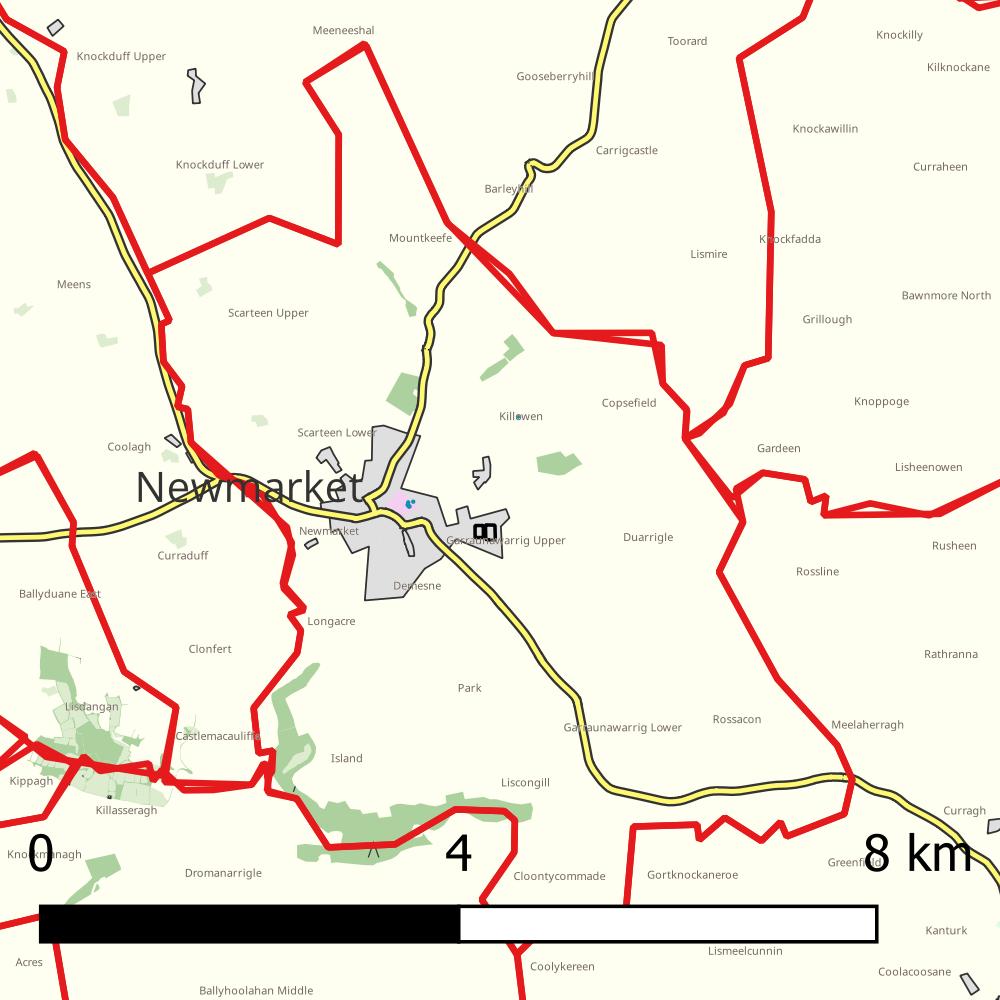 Meeneeshal
Knockduff Upper
Toorard
Knockilly
Kilknockane
Gooseberryhill
Knockawillin
Carrigcastle
Knockduff Lower
Curraheen
Barleyhill
Mountkeefe
Knockfadda
Lismire
Meens
Bawnmore North
Scarteen Upper
Grillough
Copsefield
Knoppoge
Killowen
Scarteen Lower
Coolagh
Gardeen
Lisheenowen
Newmarket
Newmarket
Garraunawarrig Upper
Duarrigle
Rusheen
Curraduff
Rossline
Demesne
Ballyduane East
Longacre
Clonfert
Rathranna
Park
Lisdangan
Rossacon
Meelaherragh
Garraunawarrig Lower
Castlemacauliffe
Island
Kippagh
Liscongill
Killasseragh
Curragh
0 4 8 km
Knockmanagh
Greenfield
Dromanarrigle
Cloontycommade
Gortknockaneroe
Kanturk
Lismeelcunnin
Acres
Coolykereen
Coolacoosane
Ballyhoolahan Middle